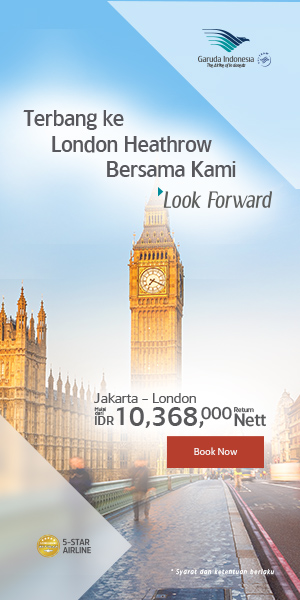 Garuda Indonesia
The Airline of Indonesia
Terbang ke
London Heathrow
Bersama Kami
Look Forward
Jakarta – London
Mulai dari IDR 10,368,000 Return Nett
Book Now
5-STAR
AIRLINE
* Syarat dan ketentuan berlaku